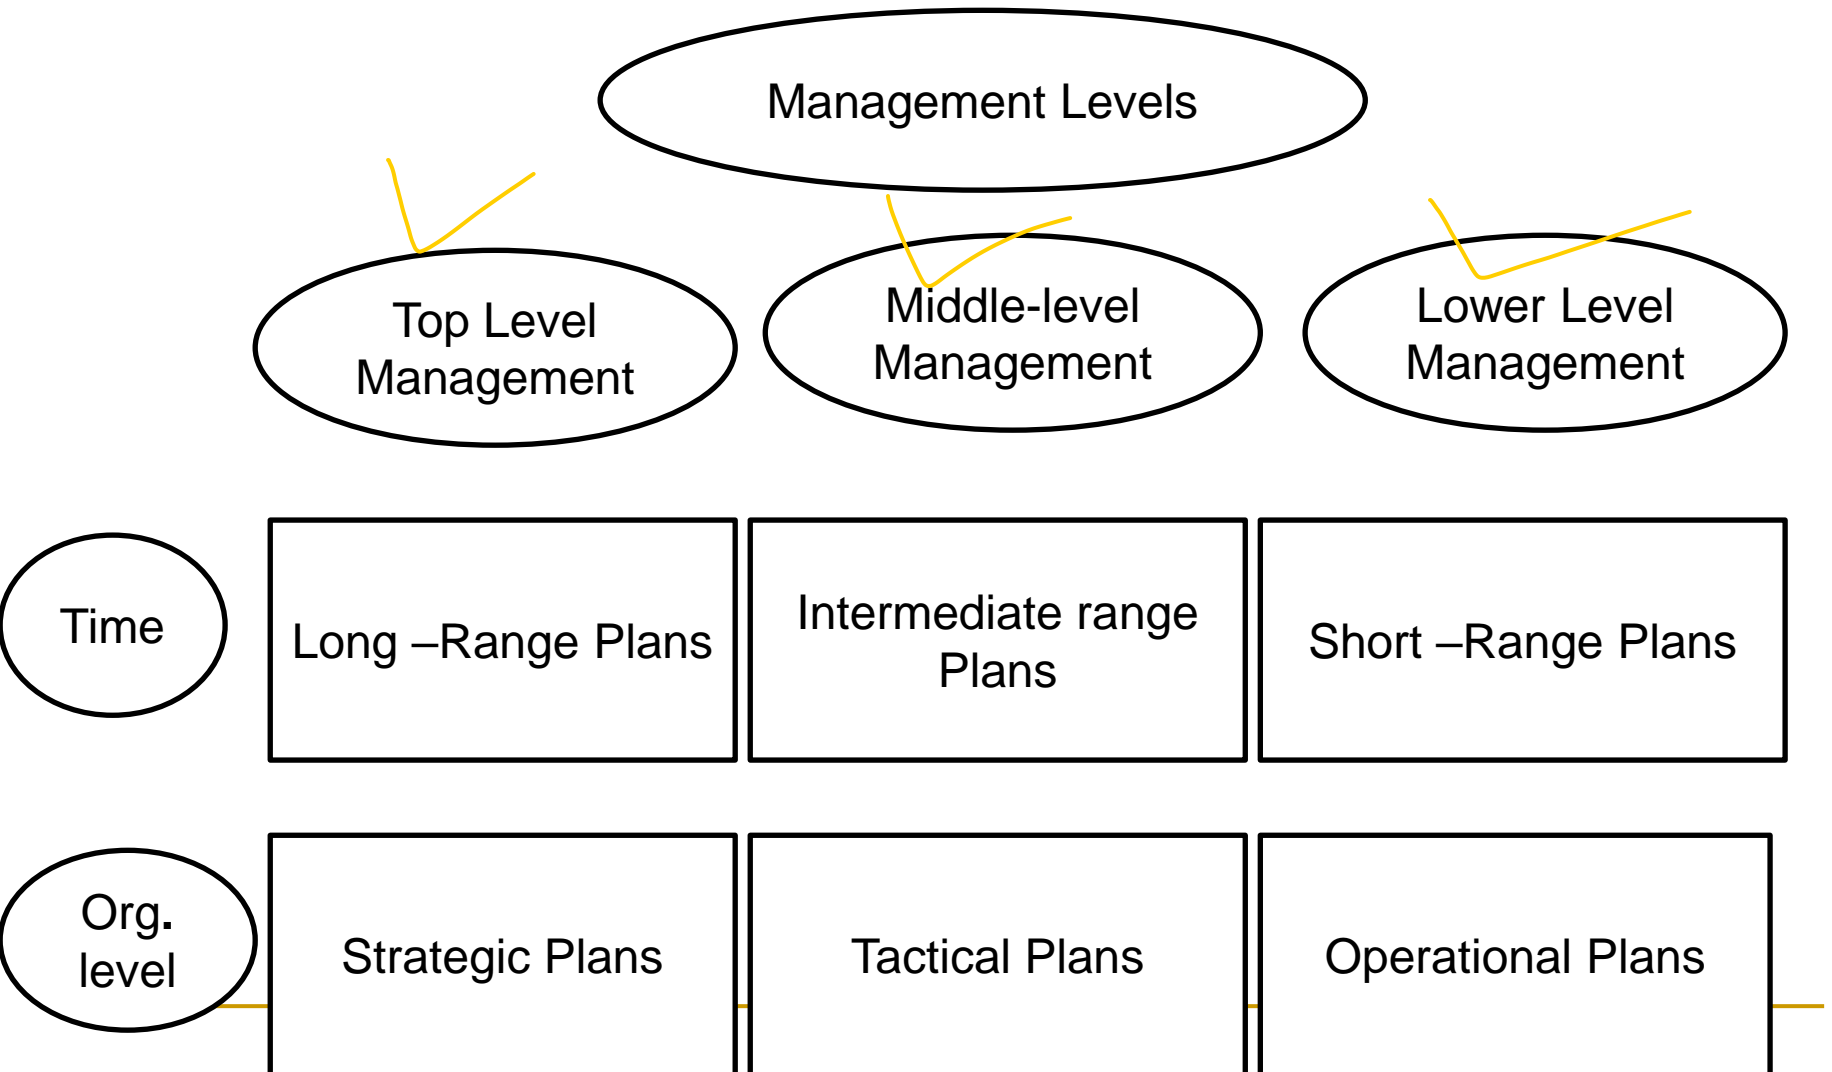 Management Levels
Top Level
Management
Middle-level
Management
Lower Level
Management
Time
Long –Range Plans
Intermediate range
Plans
Short –Range Plans
Org.
level
Strategic Plans
Tactical Plans
Operational Plans